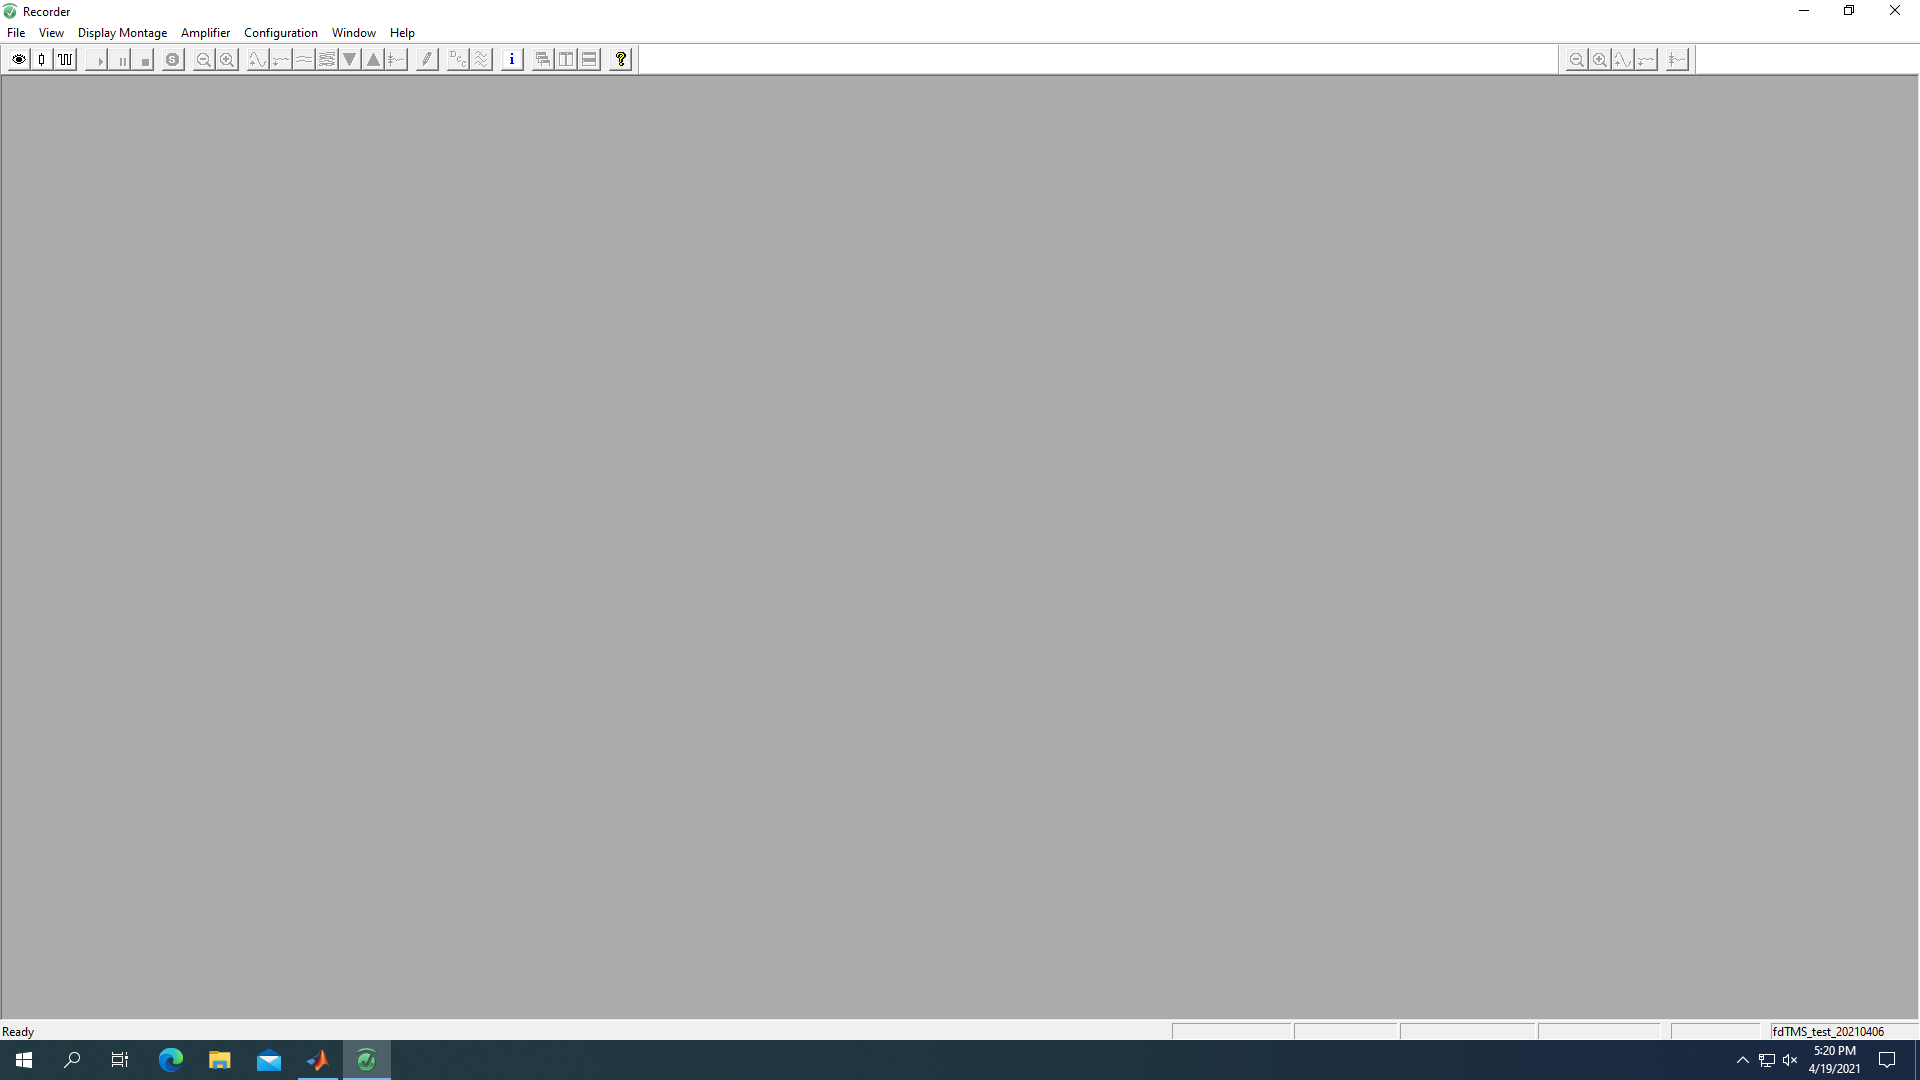 Recorder
File View Display Montage Amplifier Configuration Window Help
Ready
fdTMS_test_20210406
5:20 PM
4/19/2021